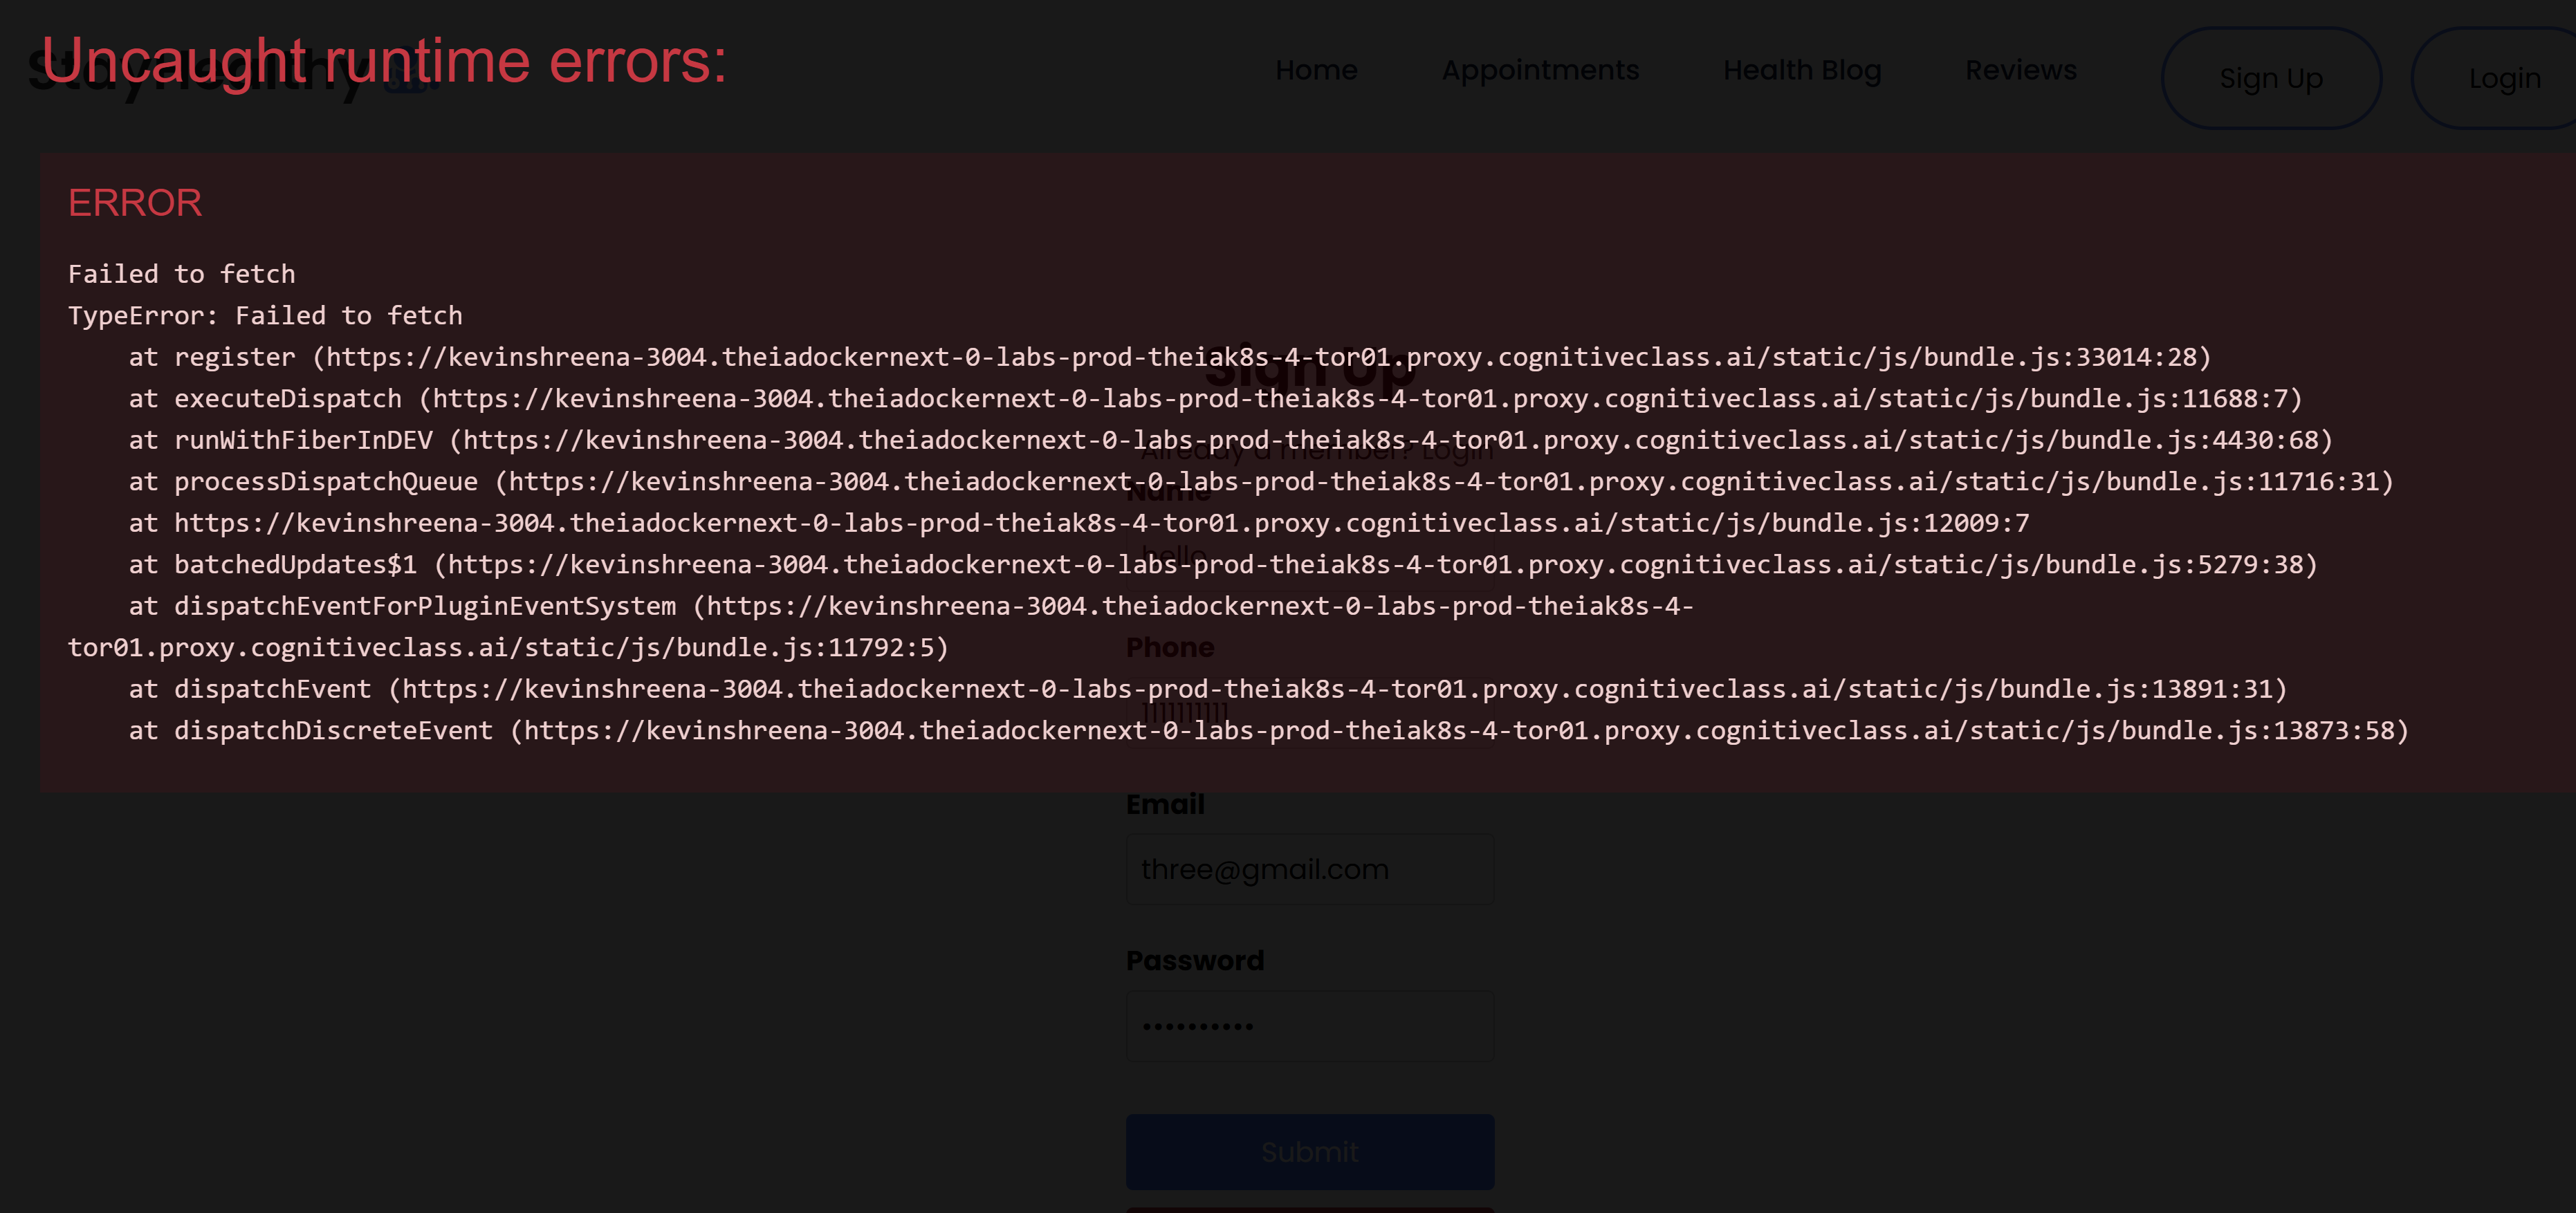 Uncaught runtime errors:
StayHealthy
Home Appointments Health Blog Reviews Sign Up Login
ERROR
Failed to fetch
TypeError: Failed to fetch
at register (https://kevinshreena-3004.theiadockernext-0-labs-prod-theiak8s-4-tor01.proxy.cognitiveclass.ai/static/js/bundle.js:33014:28)
at executeDispatch (https://kevinshreena-3004.theiadockernext-0-labs-prod-theiak8s-4-tor01.proxy.cognitiveclass.ai/static/js/bundle.js:11688:7)
at runWithFiberInDEV (https://kevinshreena-3004.theiadockernext-0-labs-prod-theiak8s-4-tor01.proxy.cognitiveclass.ai/static/js/bundle.js:4430:68)
at processDispatchQueue (https://kevinshreena-3004.theiadockernext-0-labs-prod-theiak8s-4-tor01.proxy.cognitiveclass.ai/static/js/bundle.js:11716:31)
at https://kevinshreena-3004.theiadockernext-0-labs-prod-theiak8s-4-tor01.proxy.cognitiveclass.ai/static/js/bundle.js:12009:7
at batchedUpdates$1 (https://kevinshreena-3004.theiadockernext-0-labs-prod-theiak8s-4-tor01.proxy.cognitiveclass.ai/static/js/bundle.js:5279:38)
at dispatchEventForPluginEventSystem (https://kevinshreena-3004.theiadockernext-0-labs-prod-theiak8s-4-
tor01.proxy.cognitiveclass.ai/static/js/bundle.js:11792:5)
at dispatchEvent (https://kevinshreena-3004.theiadockernext-0-labs-prod-theiak8s-4-tor01.proxy.cognitiveclass.ai/static/js/bundle.js:13891:31)
at dispatchDiscreteEvent (https://kevinshreena-3004.theiadockernext-0-labs-prod-theiak8s-4-tor01.proxy.cognitiveclass.ai/static/js/bundle.js:13873:58)
Sign Up
Already a member? Login
Name
hello
Phone
1111111111
Email
three@gmail.com
Password
••••••••••
Submit